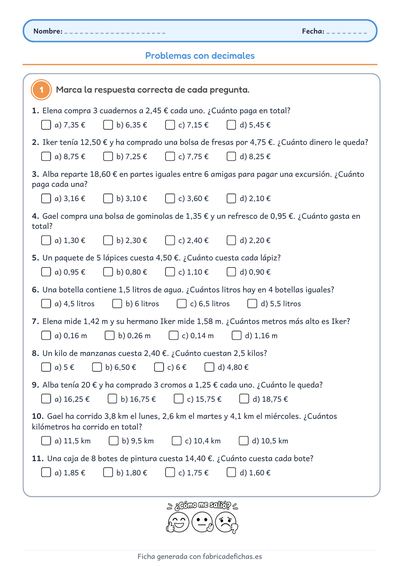 Nombre: Fecha:
Problemas con decimales
1 Marca la respuesta correcta de cada pregunta.
1. Elena compra 3 cuadernos a 2,45 € cada uno. ¿Cuánto paga en total?
a) 7,35 € b) 6,35 € c) 7,15 € d) 5,45 €
2. Iker tenía 12,50 € y ha comprado una bolsa de fresas por 4,75 €. ¿Cuánto dinero le queda?
a) 8,75 € b) 7,25 € c) 7,75 € d) 8,25 €
3. Alba reparte 18,60 € en partes iguales entre 6 amigas para pagar una excursión. ¿Cuánto
paga cada una?
a) 3,16 € b) 3,10 € c) 3,60 € d) 2,10 €
4. Gael compra una bolsa de gominolas de 1,35 € y un refresco de 0,95 €. ¿Cuánto gasta en
total?
a) 1,30 € b) 2,30 € c) 2,40 € d) 2,20 €
5. Un paquete de 5 lápices cuesta 4,50 €. ¿Cuánto cuesta cada lápiz?
a) 0,95 € b) 0,80 € c) 1,10 € d) 0,90 €
6. Una botella contiene 1,5 litros de agua. ¿Cuántos litros hay en 4 botellas iguales?
a) 4,5 litros b) 6 litros c) 6,5 litros d) 5,5 litros
7. Elena mide 1,42 m y su hermano Iker mide 1,58 m. ¿Cuántos metros más alto es Iker?
a) 0,16 m b) 0,26 m c) 0,14 m d) 1,16 m
8. Un kilo de manzanas cuesta 2,40 €. ¿Cuánto cuestan 2,5 kilos?
a) 5 € b) 6,50 € c) 6 € d) 4,80 €
9. Alba tenía 20 € y ha comprado 3 cromos a 1,25 € cada uno. ¿Cuánto le queda?
a) 16,25 € b) 16,75 € c) 15,75 € d) 18,75 €
10. Gael ha corrido 3,8 km el lunes, 2,6 km el martes y 4,1 km el miércoles. ¿Cuántos
kilómetros ha corrido en total?
a) 11,5 km b) 9,5 km c) 10,4 km d) 10,5 km
11. Una caja de 8 botes de pintura cuesta 14,40 €. ¿Cuánto cuesta cada bote?
a) 1,85 € b) 1,80 € c) 1,75 € d) 1,60 €
¿Cómo me salió?
Ficha generada con fabricadefichas.es